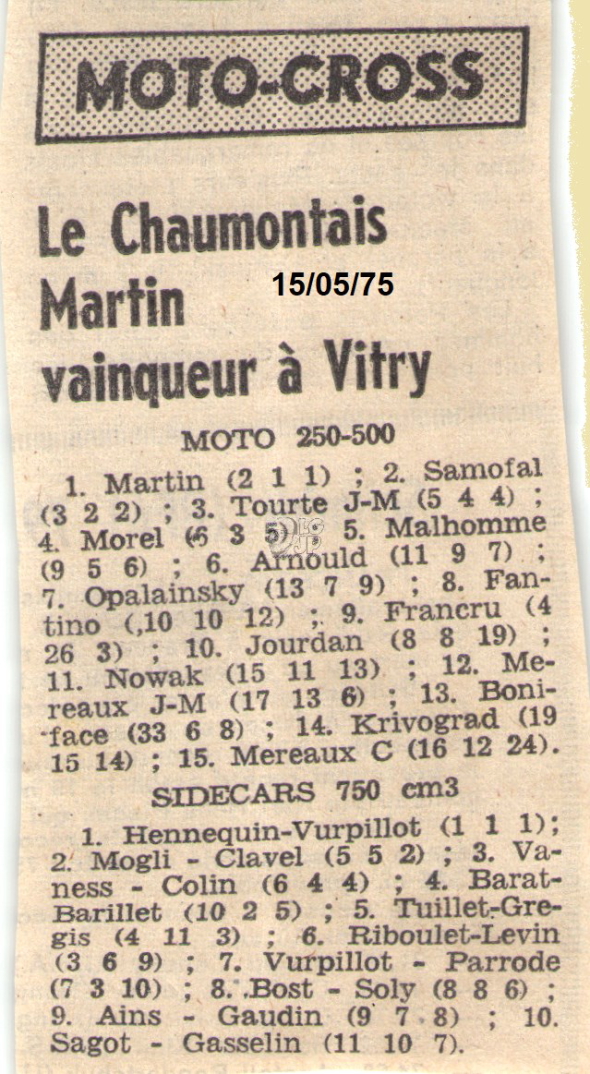 MOTO-CROSS
Le Chaumontais
Martin
15/05/75
vainqueur à Vitry
MOTO 250-500
1. Martin (2 1 1) ; 2. Samofal
(3 2 2) ; 3. Tourte J-M (5 4 4) ;
4. Morel (6 3 5) 5. Malhomme
(9 5 6) ; 6. Arnould (11 9 7) ;
7. Opalainsky (13 7 9) ; 8. Fan-
tino (,10 10 12) ; 9. Francru (4
26 3) ; 10. Jourdan (8 8 19) ;
11. Nowak (15 11 13) ; 12. Me-
reaux J-M (17 13 6) ; 13. Boni-
face (33 6 8) ; 14. Krivograd (19
15 14) ; 15. Mereaux C (16 12 24).
SIDECARS 750 cm3
1. Hennequin-Vurpillot (1 1 1);
2. Mogli - Clavel (5 5 2) ; 3. Va-
ness - Colin (6 4 4) ; 4. Barat-
Barillet (10 2 5) ; 5. Tuillet-Gre-
gis (4 11 3) ; 6. Riboulet-Levin
(3 6 9) ; 7. Vurpillot - Parrode
(7 3 10) ; 8. Bost - Soly (8 8 6) ;
9. Ains - Gaudin (9 7 8) ; 10.
Sagot - Gasselin (11 10 7).